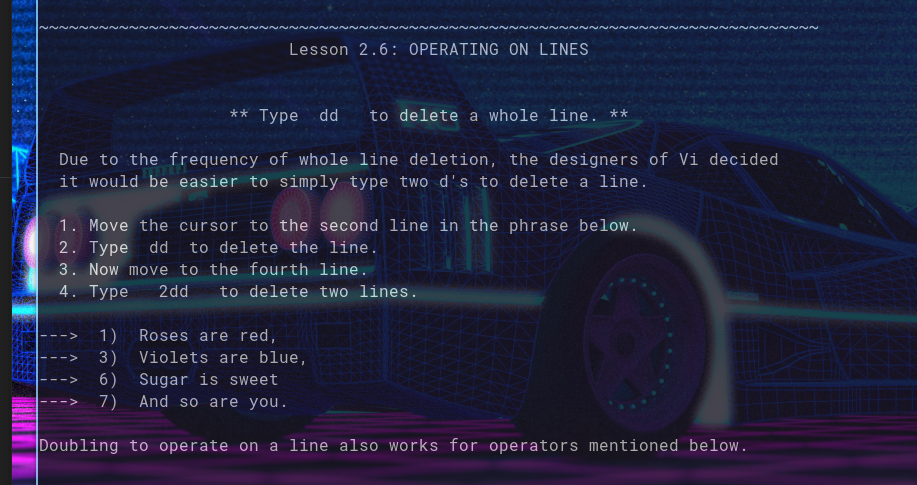 ~~~~~~~~~~~~~~~~~~~~~~~~~~~~~~~~~~~~~~~~~~~~~~~~~~~~~~~~~~~~~~~~~~~~~~~~~~~~~~
Lesson 2.6: OPERATING ON LINES
** Type  dd   to delete a whole line. **
Due to the frequency of whole line deletion, the designers of Vi decided
it would be easier to simply type two d's to delete a line.
1. Move the cursor to the second line in the phrase below.
2. Type  dd  to delete the line.
3. Now move to the fourth line.
4. Type   2dd   to delete two lines.
--->  1)  Roses are red,
--->  3)  Violets are blue,
--->  6)  Sugar is sweet
--->  7)  And so are you.
Doubling to operate on a line also works for operators mentioned below.